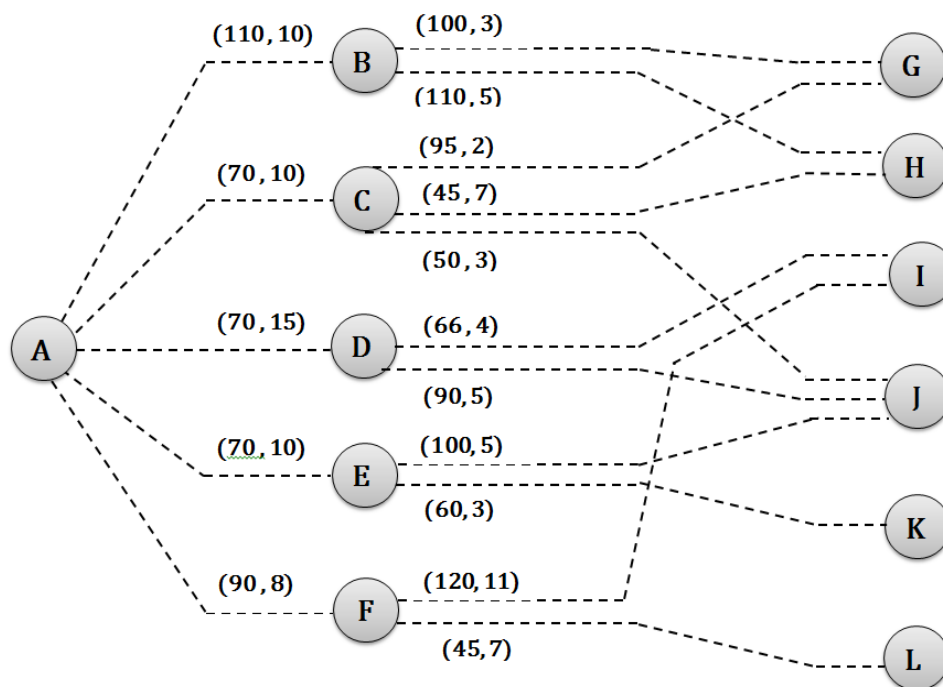 (110, 10)
B
(100, 3)
(110, 5)
G
(95, 2)
(70, 10)
C
(45, 7)
H
(50, 3)
I
(70, 15)
D
(66, 4)
A
(90, 5)
J
(70, 10)
E
(100, 5)
(60, 3)
K
(90, 8)
F
(120, 11)
(45, 7)
L